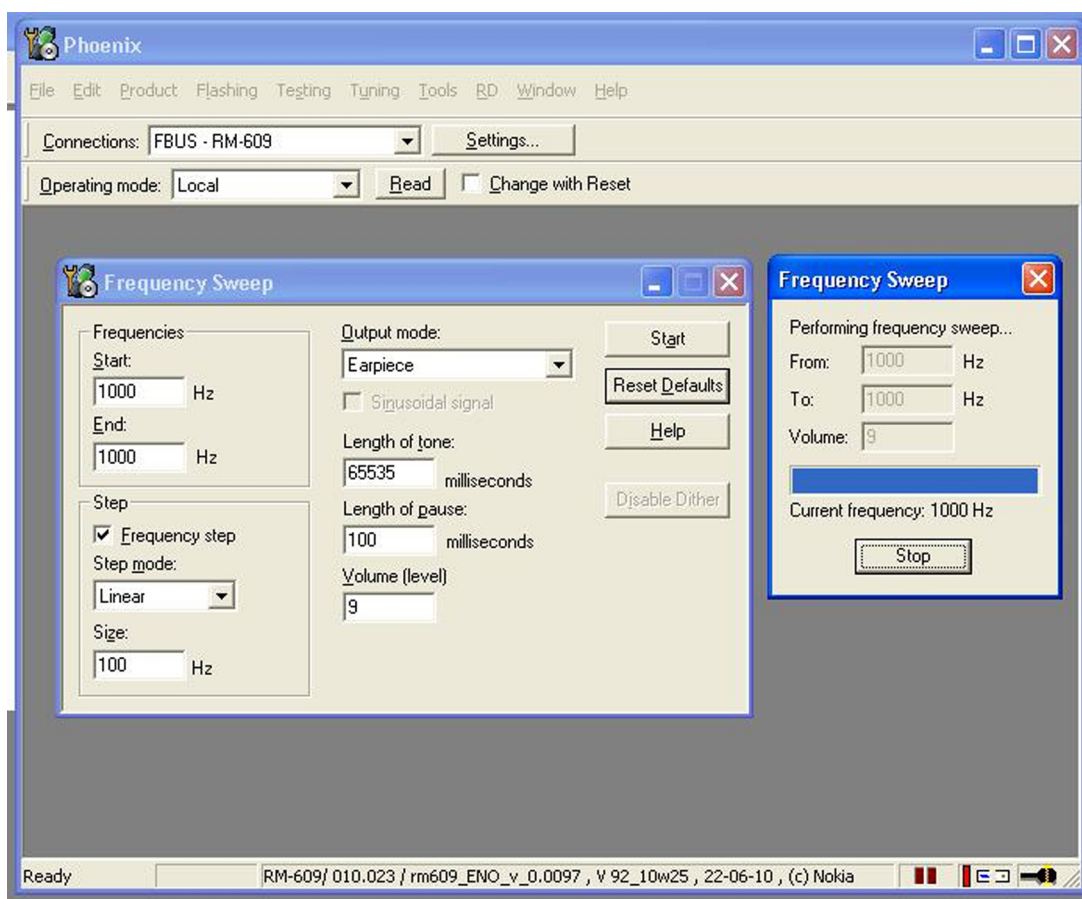 Phoenix
File Edit Product Flashing Testing Tuning Tools RD Window Help
Connections: FBUS - RM-609 Settings...
Operating mode: Local Read Change with Reset
Frequency Sweep
Frequencies
Start:
1000 Hz
End:
1000 Hz
Step
Frequency step
Step mode:
Linear
Size:
100 Hz
Output mode:
Earpiece
Sinusoidal signal
Length of tone:
65535 milliseconds
Length of pause:
100 milliseconds
Volume (level)
9
Start
Reset Defaults
Help
Disable Dither
Frequency Sweep
Performing frequency sweep...
From: 1000 Hz
To: 1000 Hz
Volume: 9
Current frequency: 1000 Hz
Stop
Ready RM-609/ 010.023 / rm609_ENO_v_0.0097 , V 92_10w25 , 22-06-10 , (c) Nokia